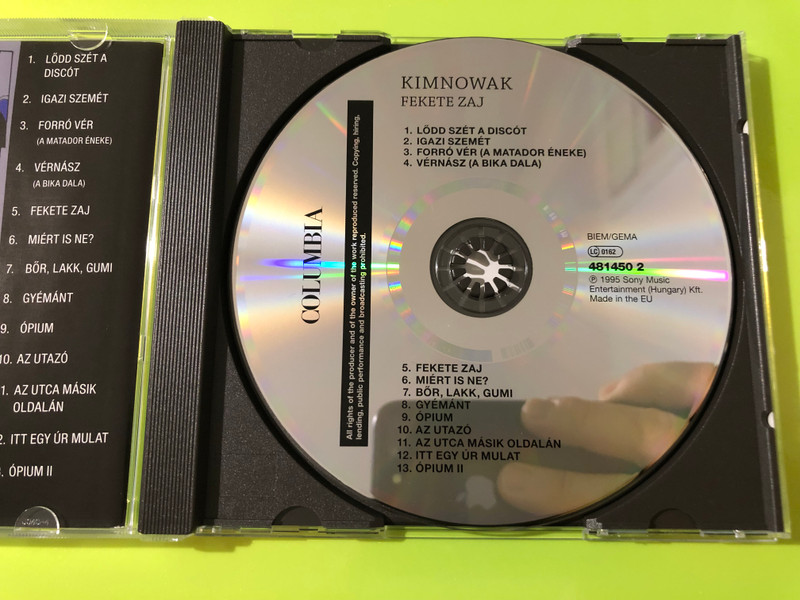 1. LŐDD SZÉT A
DISCÓT
2. IGAZI SZEMÉT
3. FORRÓ VÉR
(A MATADOR ÉNEKE)
4. VÉRNÁSZ
(A BIKA DALA)
5. FEKETE ZAJ
6. MIÉRT IS NE?
7. BŐR, LAKK, GUMI
8. GYÉMÁNT
9. ÓPIUM
10. AZ UTAZÓ
1. AZ UTCA MÁSIK
OLDALÁN
2. ITT EGY ÚR MULAT
3. ÓPIUM II
COLUMBIA
All rights of the producer and of the owner of the work reproduced reserved. Copying, hiring,
lending, public performance and broadcasting prohibited.
KIMNOWAK
FEKETE ZAJ
1. LŐDD SZÉT A DISCÓT
2. IGAZI SZEMÉT
3. FORRÓ VÉR (A MATADOR ÉNEKE)
4. VÉRNÁSZ (A BIKA DALA)
BIEM/GEMA
LC 0162
481450 2
℗ 1995 Sony Music
Entertainment (Hungary) Kft.
Made in the EU
5. FEKETE ZAJ
6. MIÉRT IS NE?
7. BŐR, LAKK, GUMI
8. GYÉMÁNT
9. ÓPIUM
10. AZ UTAZÓ
11. AZ UTCA MÁSIK OLDALÁN
12. ITT EGY ÚR MULAT
13. ÓPIUM II